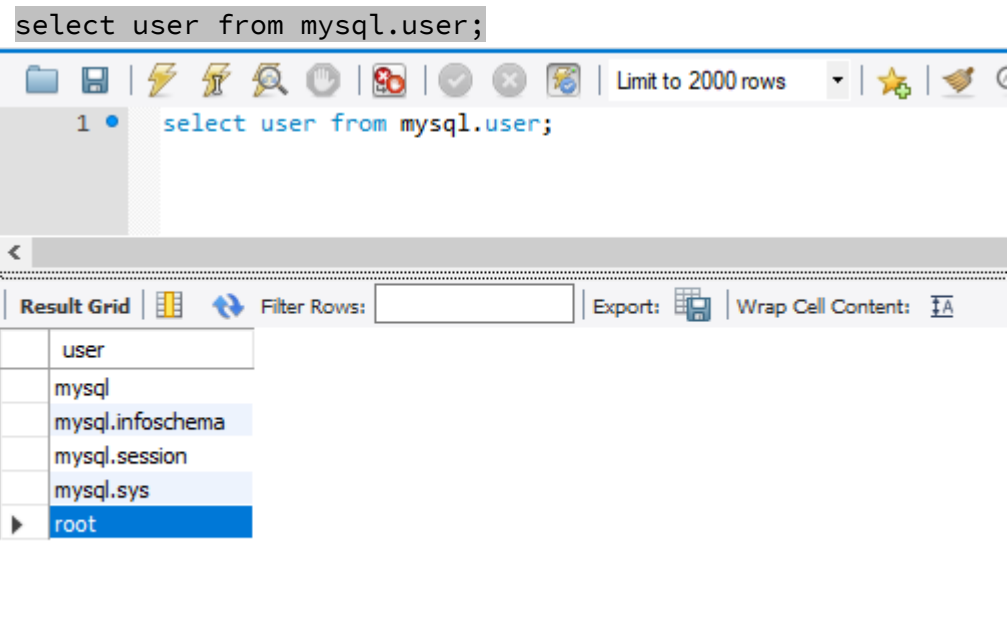 select user from mysql.user;
Limit to 2000 rows
1 select user from mysql.user;
Result Grid Filter Rows: Export: Wrap Cell Content: IA
user
mysql
mysql.infoschema
mysql.session
mysql.sys
root